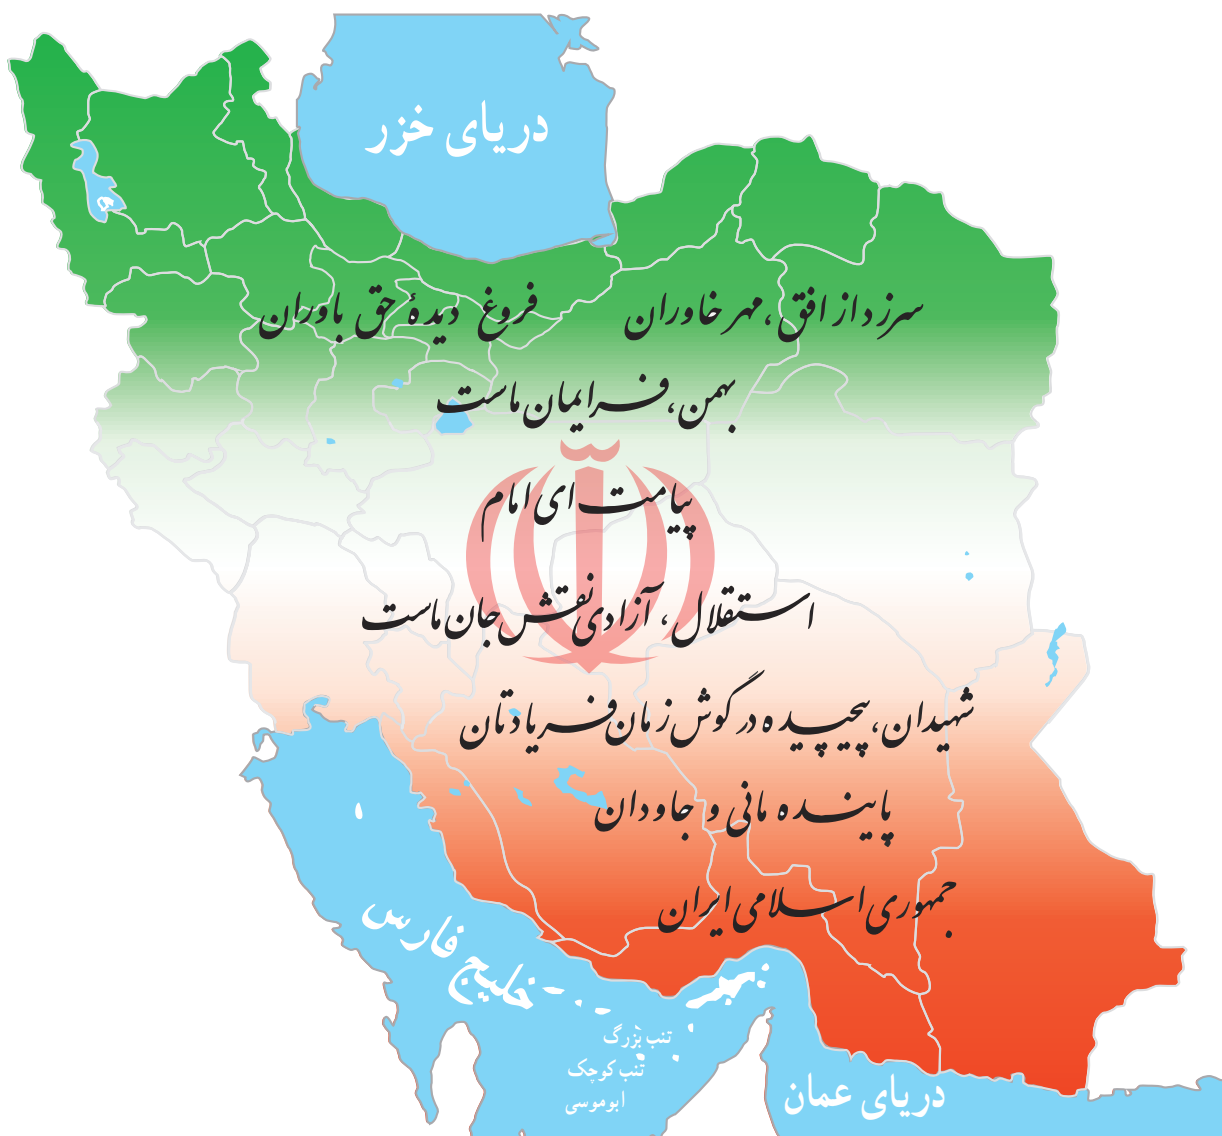 دریای خزر
سر زد از افق، مهر خاوران    فروغ دیدهٔ حق باوران
بهمن، فر ایمان ماست
پیامت ای امام
استقلال، آزادی نقش جان ماست
شهیدان، پیچیده در گوش زمان فریادتان
پاینده مانی و جاودان
جمهوری اسلامی ایران
خلیج فارس
تنب بزرگ
تنب کوچک
ابوموسی
دریای عمان